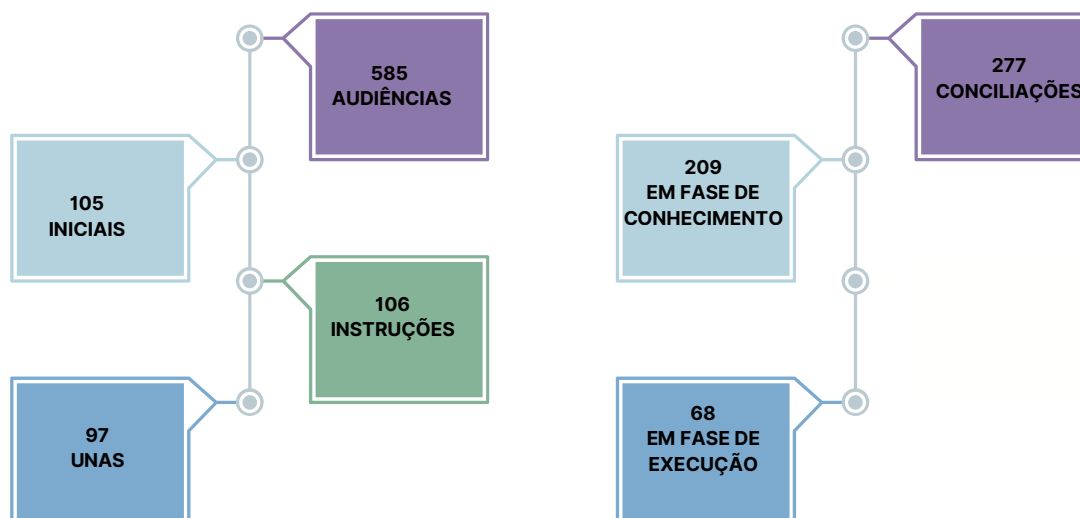 585
AUDIÊNCIAS
105
INICIAIS
106
INSTRUÇÕES
97
UNAS
277
CONCILIAÇÕES
209
EM FASE DE
CONHECIMENTO
68
EM FASE DE
EXECUÇÃO